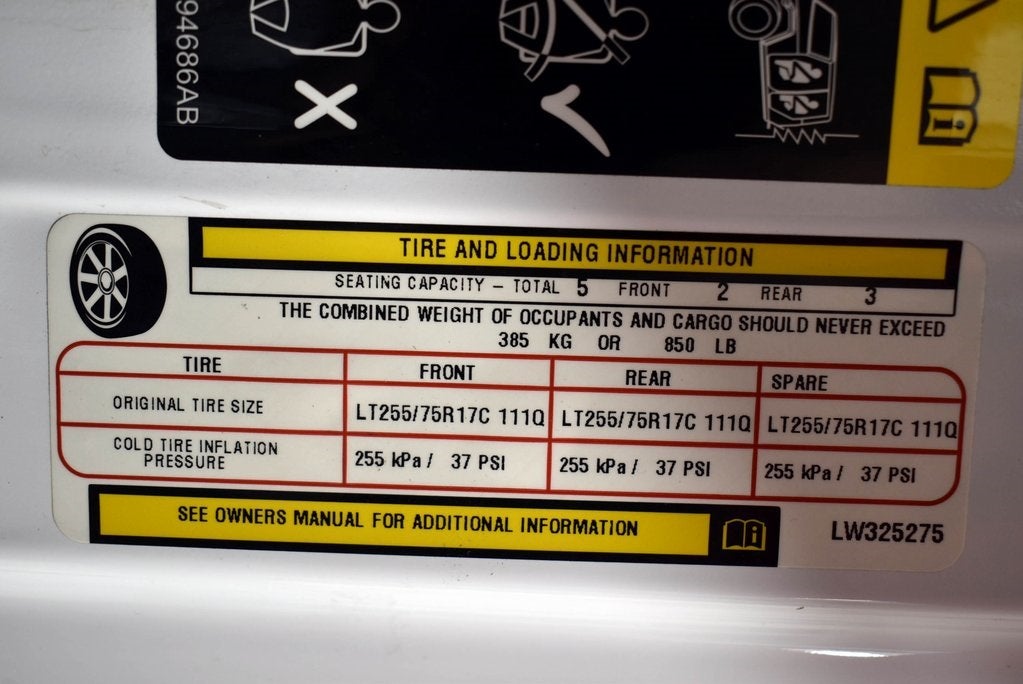 94686AB
TIRE AND LOADING INFORMATION
SEATING CAPACITY – TOTAL 5 FRONT 2 REAR 3
THE COMBINED WEIGHT OF OCCUPANTS AND CARGO SHOULD NEVER EXCEED
385 KG OR 850 LB
TIRE FRONT REAR SPARE
ORIGINAL TIRE SIZE LT255/75R17C 111Q LT255/75R17C 111Q LT255/75R17C 111Q
COLD TIRE INFLATION
PRESSURE 255 kPa / 37 PSI 255 kPa / 37 PSI 255 kPa / 37 PSI
SEE OWNERS MANUAL FOR ADDITIONAL INFORMATION
LW325275